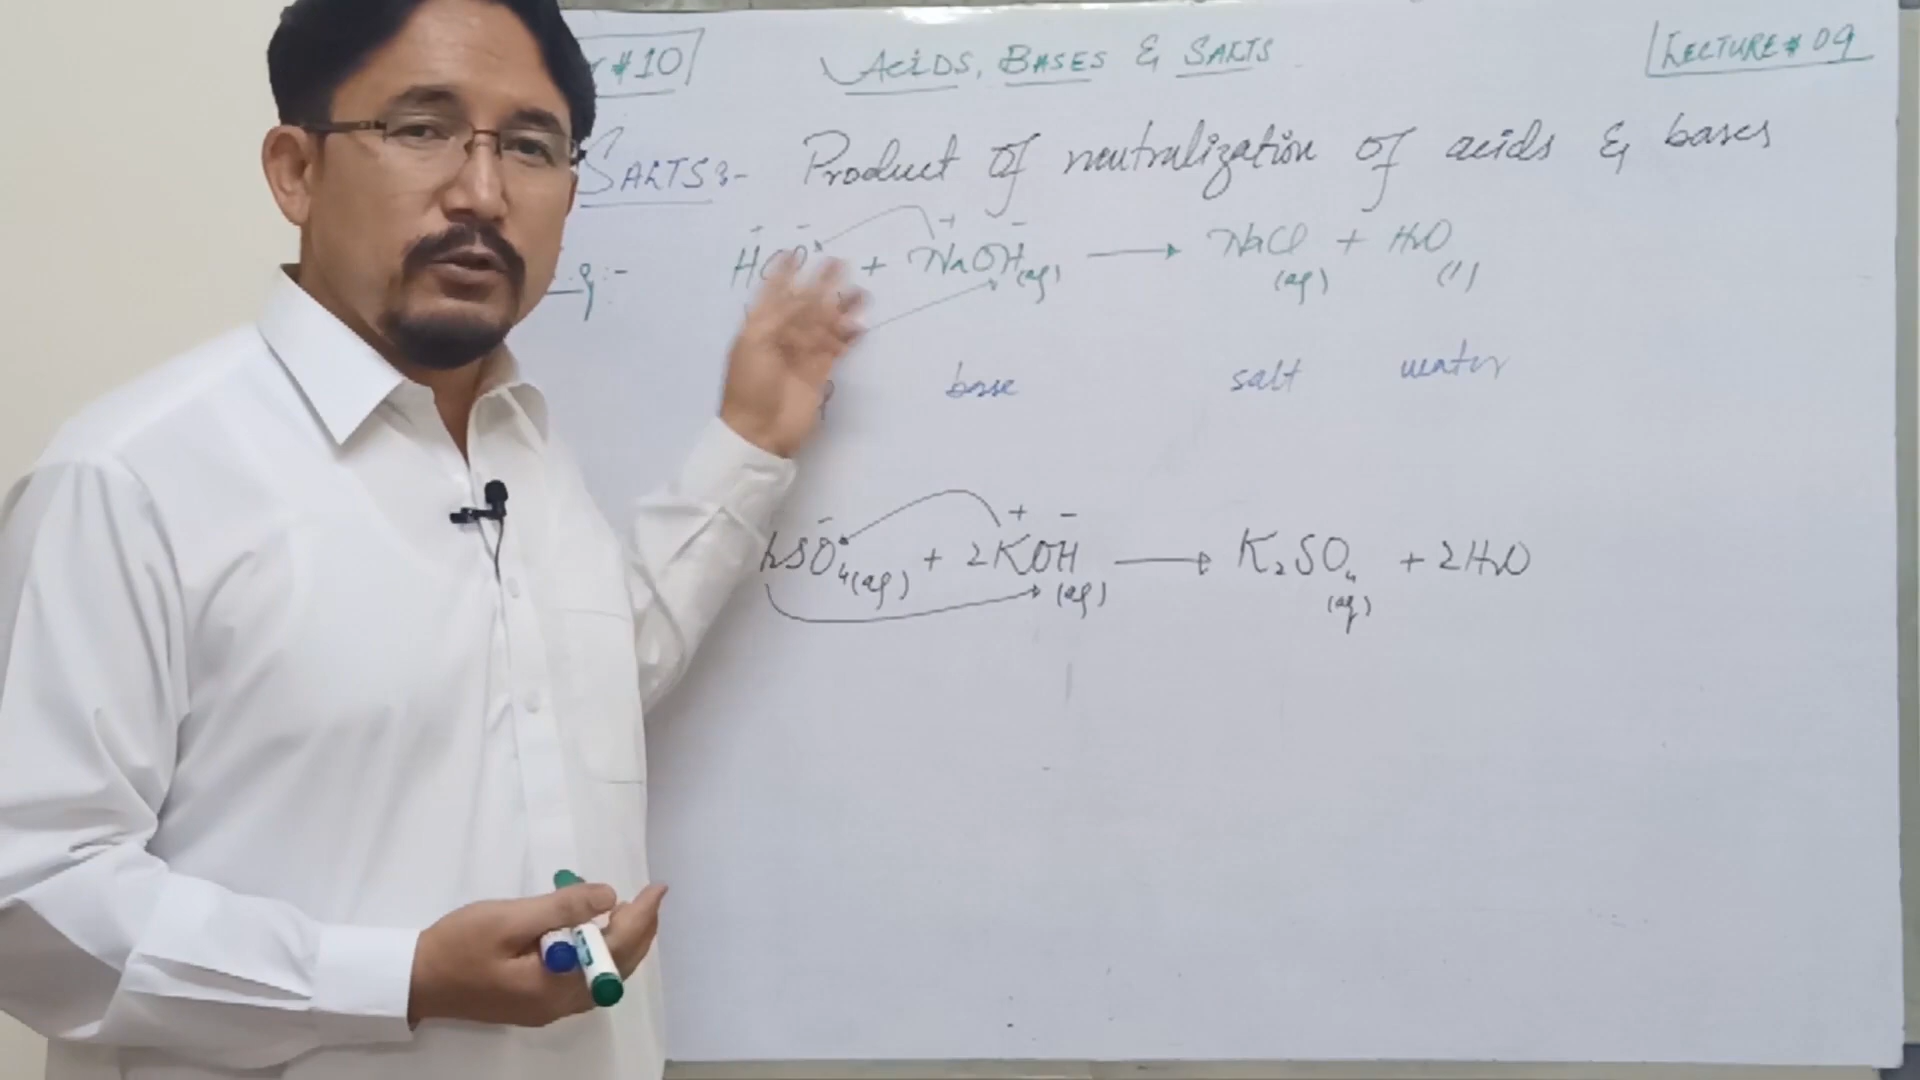 #10 ACIDS, BASES & SALTS LECTURE # 09
SALTS:- Product of neutralization of acids & bases
e.g:- HCl + NaOH(aq) → NaCl(aq) + H2O(l)
base salt water
SO4(aq) + 2KOH(aq) → K2SO4(aq) + 2H2O